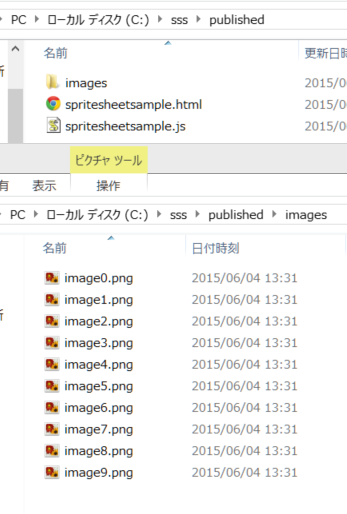 PC ローカル ディスク (C:) sss published
名前 更新日時
images 2015/0
spritesheetsample.html 2015/0
spritesheetsample.js 2015/0
ピクチャ ツール
有 表示 操作
PC ローカル ディスク (C:) sss published images
名前 日付時刻
image0.png 2015/06/04 13:31
image1.png 2015/06/04 13:31
image2.png 2015/06/04 13:31
image3.png 2015/06/04 13:31
image4.png 2015/06/04 13:31
image5.png 2015/06/04 13:31
image6.png 2015/06/04 13:31
image7.png 2015/06/04 13:31
image8.png 2015/06/04 13:31
image9.png 2015/06/04 13:31